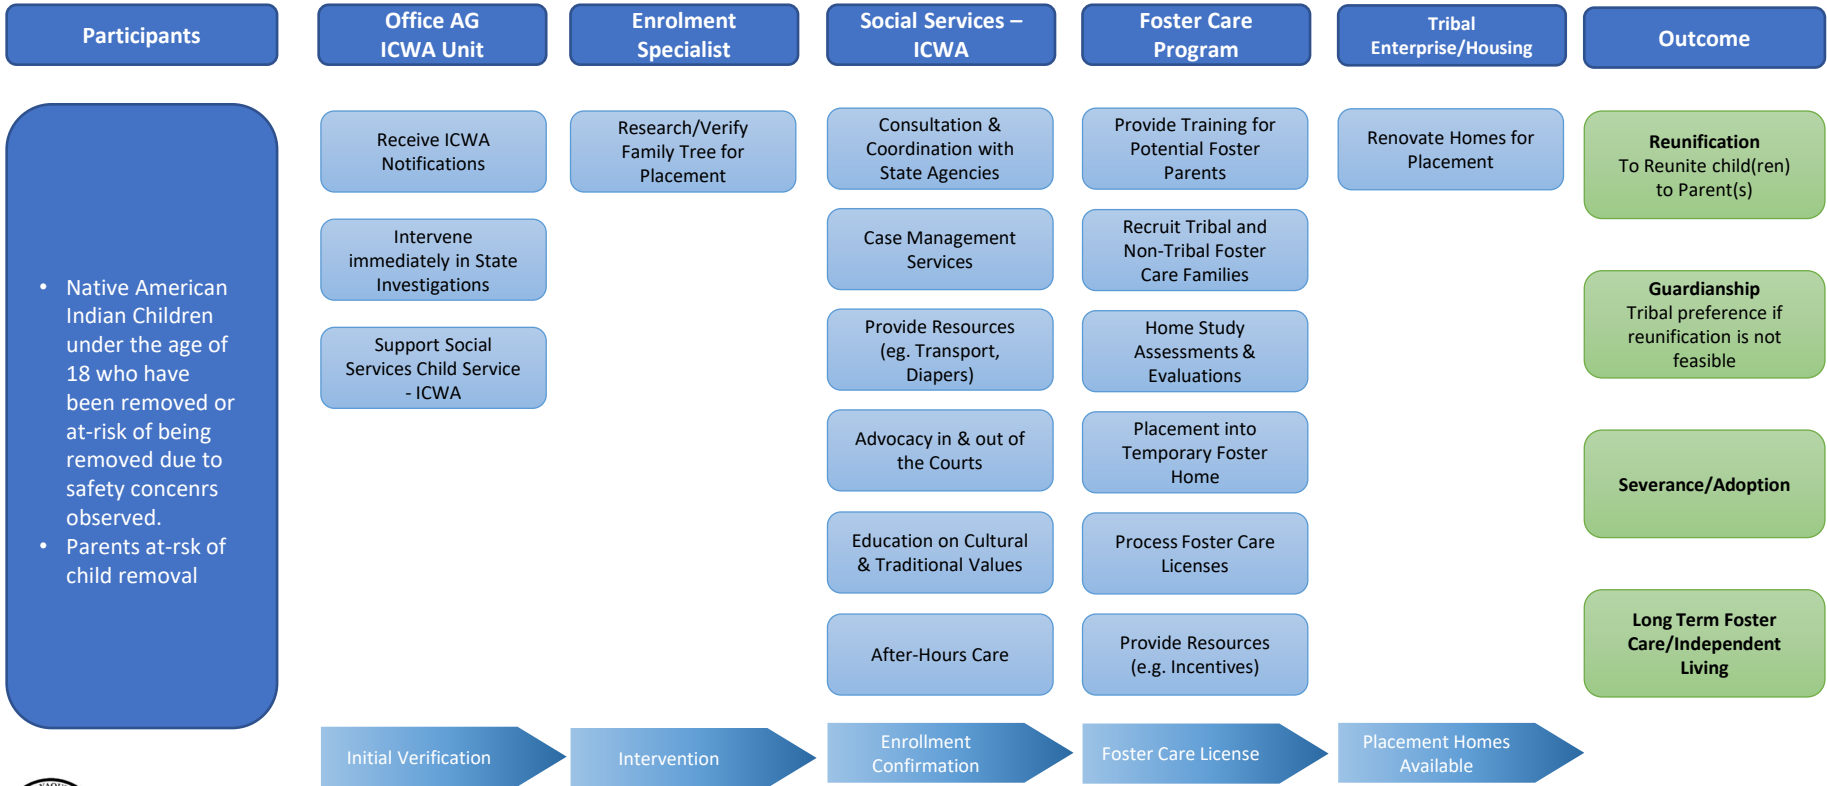 Participants
Office AG
ICWA Unit
Enrolment
Specialist
Social Services –
ICWA
Foster Care
Program
Tribal
Enterprise/Housing
Outcome
• Native American
Indian Children
under the age of
18 who have
been removed or
at-risk of being
removed due to
safety concenrs
observed.
• Parents at-rsk of
child removal
Receive ICWA
Notifications
Intervene
immediately in State
Investigations
Support Social
Services Child Service
- ICWA
Research/Verify
Family Tree for
Placement
Consultation &
Coordination with
State Agencies
Case Management
Services
Provide Resources
(eg. Transport,
Diapers)
Advocacy in & out of
the Courts
Education on Cultural
& Traditional Values
After-Hours Care
Provide Training for
Potential Foster
Parents
Recruit Tribal and
Non-Tribal Foster
Care Families
Home Study
Assessments &
Evaluations
Placement into
Temporary Foster
Home
Process Foster Care
Licenses
Provide Resources
(e.g. Incentives)
Renovate Homes for
Placement
Reunification
To Reunite child(ren)
to Parent(s)
Guardianship
Tribal preference if
reunification is not
feasible
Severance/Adoption
Long Term Foster
Care/Independent
Living
Initial Verification
Intervention
Enrollment
Confirmation
Foster Care License
Placement Homes
Available